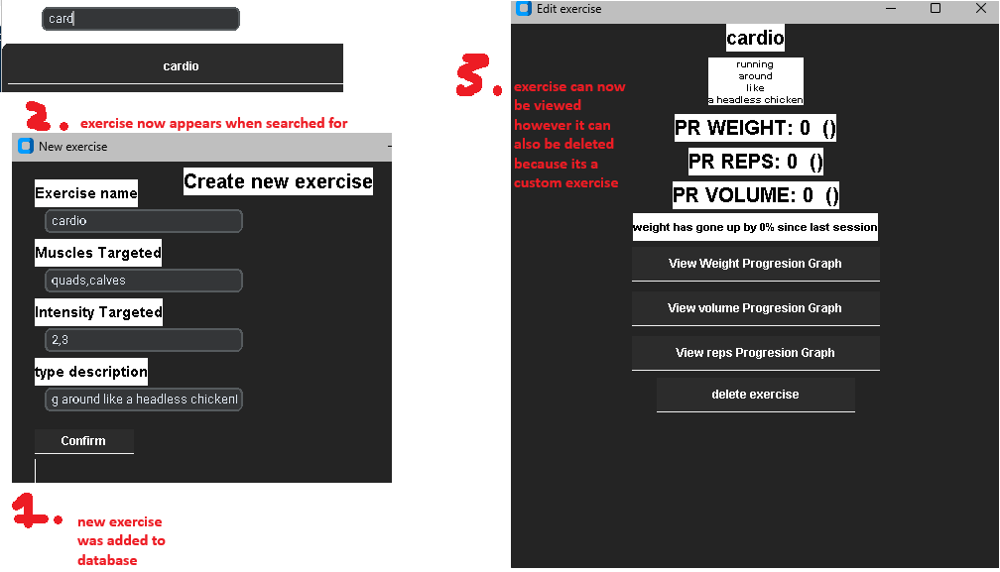 card
cardio
2.
exercise now appears when searched for
New exercise
Create new exercise
Exercise name
cardio
Muscles Targeted
quads,calves
Intensity Targeted
2,3
type description
g around like a headless chicken
Confirm
1.
new exercise
was added to
database
3.
exercise can now
be viewed
however it can
also be deleted
because its a
custom exercise
Edit exercise
cardio
running
around
like
a headless chicken
PR WEIGHT: 0 ()
PR REPS: 0 ()
PR VOLUME: 0 ()
weight has gone up by 0% since last session
View Weight Progresion Graph
View volume Progresion Graph
View reps Progresion Graph
delete exercise